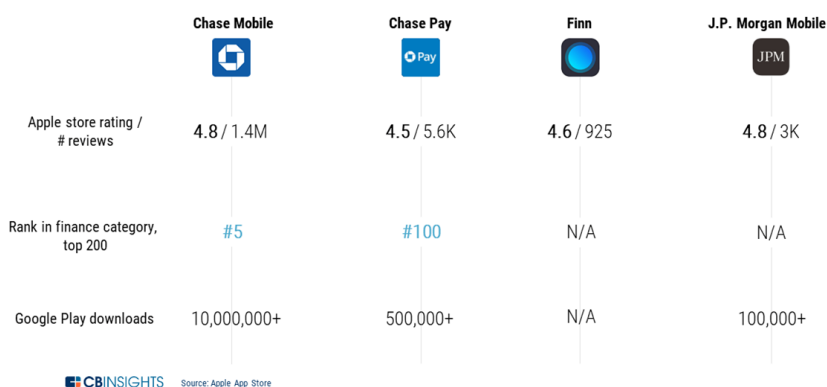 Chase Mobile
Chase Pay
Finn
J.P. Morgan Mobile
Pay
JPM
Apple store rating /
# reviews
4.8 / 1.4M
4.5 / 5.6K
4.6 / 925
4.8 / 3K
Rank in finance category,
top 200
#5
#100
N/A
N/A
Google Play downloads
10,000,000+
500,000+
N/A
100,000+
CBINSIGHTS
Source: Apple App Store